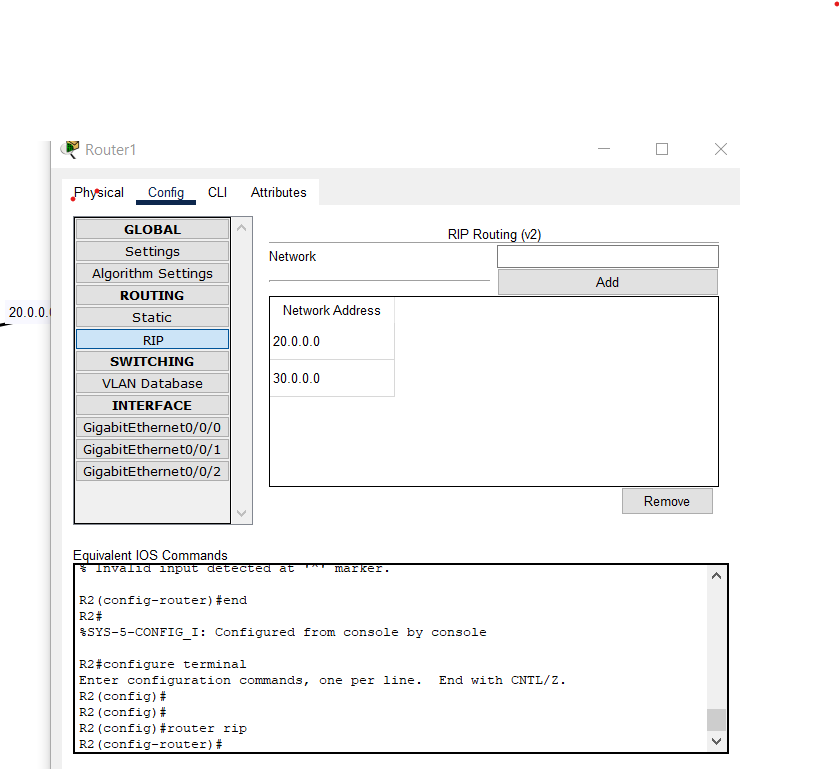 Router1
Physical Config CLI Attributes
GLOBAL
Settings
Algorithm Settings
ROUTING
Static
RIP
SWITCHING
VLAN Database
INTERFACE
GigabitEthernet0/0/0
GigabitEthernet0/0/1
GigabitEthernet0/0/2
20.0.0.
RIP Routing (v2)
Network
Add
Network Address
20.0.0.0
30.0.0.0
Remove
Equivalent IOS Commands
% Invalid input detected at '^' marker.
R2(config-router)#end
R2#
%SYS-5-CONFIG_I: Configured from console by console
R2#configure terminal
Enter configuration commands, one per line.  End with CNTL/Z.
R2(config)#
R2(config)#
R2(config)#router rip
R2(config-router)#